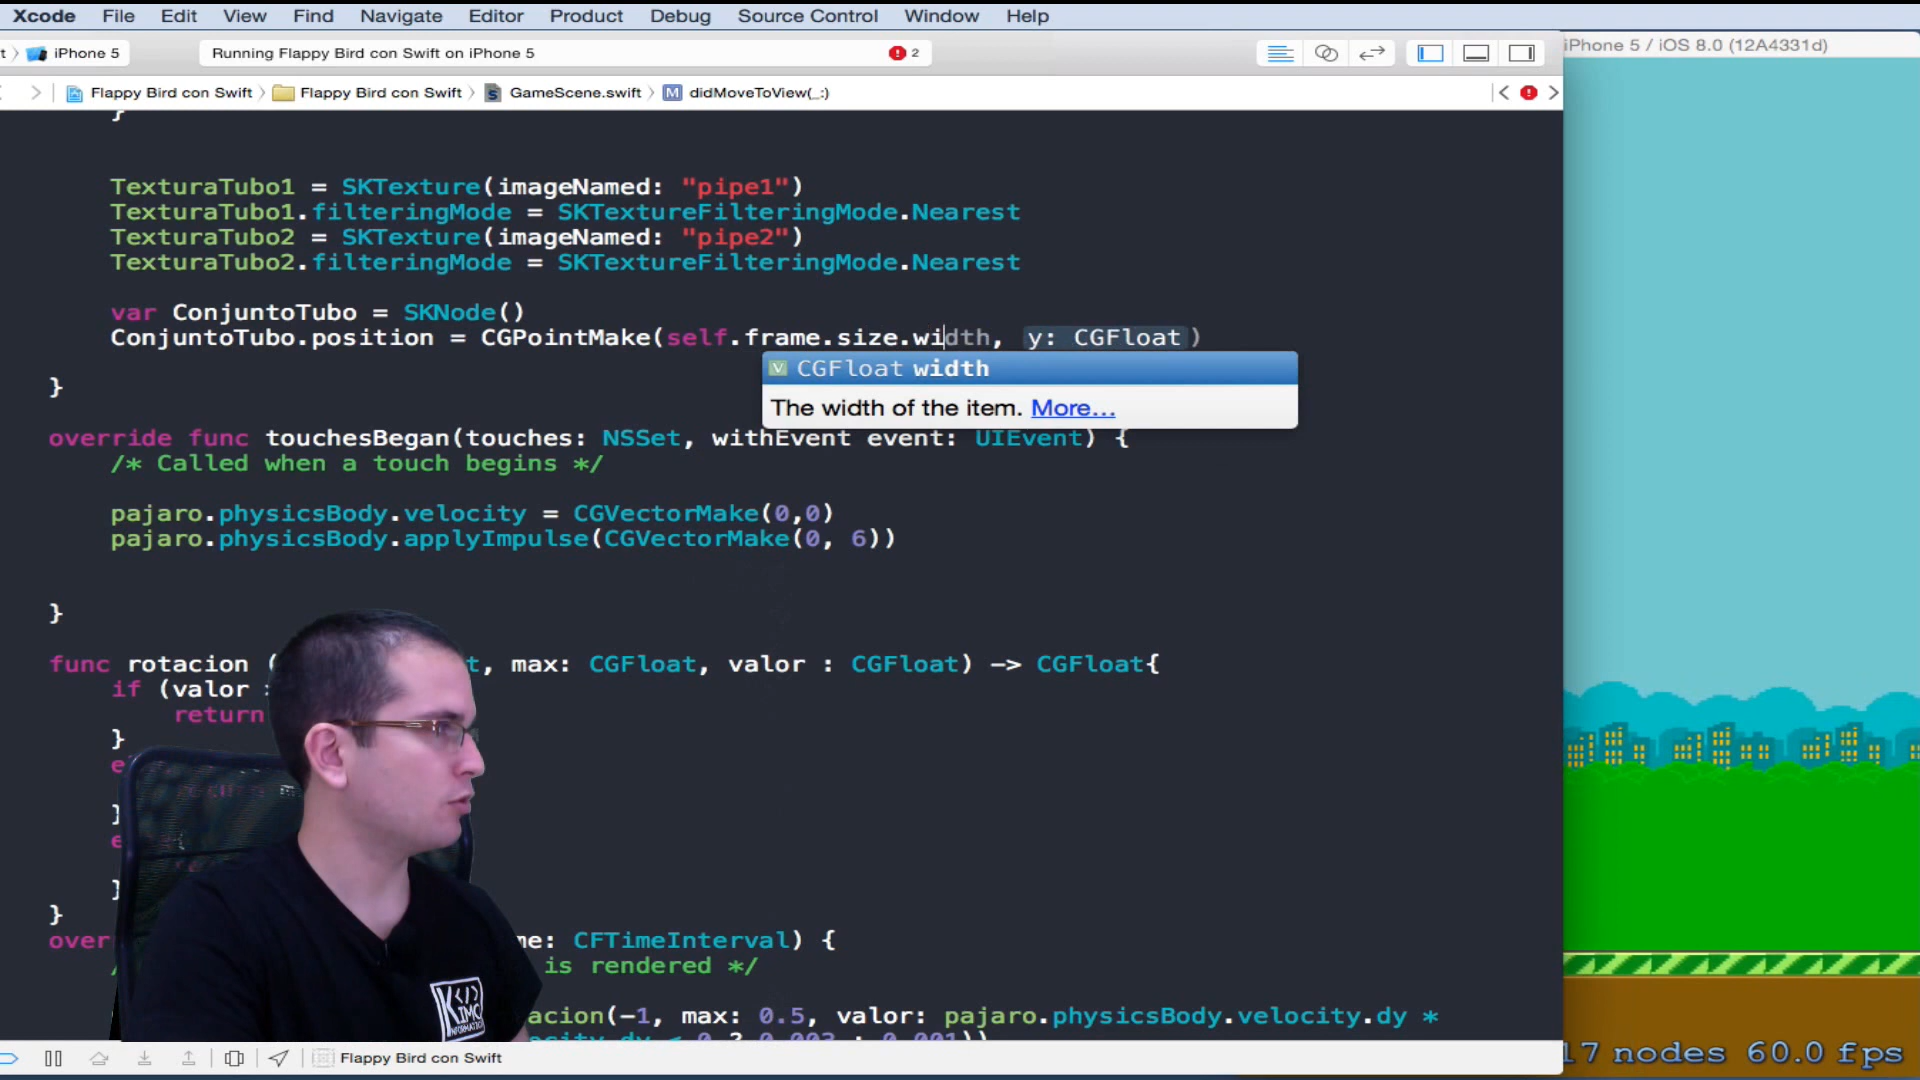 Xcode File Edit View Find Navigate Editor Product Debug Source Control Window Help
t iPhone 5 Running Flappy Bird con Swift on iPhone 5 2
iPhone 5 / iOS 8.0 (12A4331d)
Flappy Bird con Swift Flappy Bird con Swift GameScene.swift M didMoveToView(_:)
}
TexturaTubo1 = SKTexture(imageNamed: "pipe1")
TexturaTubo1.filteringMode = SKTextureFilteringMode.Nearest
TexturaTubo2 = SKTexture(imageNamed: "pipe2")
TexturaTubo2.filteringMode = SKTextureFilteringMode.Nearest
var ConjuntoTubo = SKNode()
ConjuntoTubo.position = CGPointMake(self.frame.size.width, y: CGFloat)
V CGFloat width
The width of the item. More...
}
override func touchesBegan(touches: NSSet, withEvent event: UIEvent) {
/* Called when a touch begins */
pajaro.physicsBody.velocity = CGVectorMake(0,0)
pajaro.physicsBody.applyImpulse(CGVectorMake(0, 6))
}
func rotacion ( t, max: CGFloat, valor : CGFloat) -> CGFloat{
if (valor
return
}
e
}
e
}
}
over me: CFTimeInterval) {
is rendered */
acion(-1, max: 0.5, valor: pajaro.physicsBody.velocity.dy *
Flappy Bird con Swift
17 nodes 60.0 fps